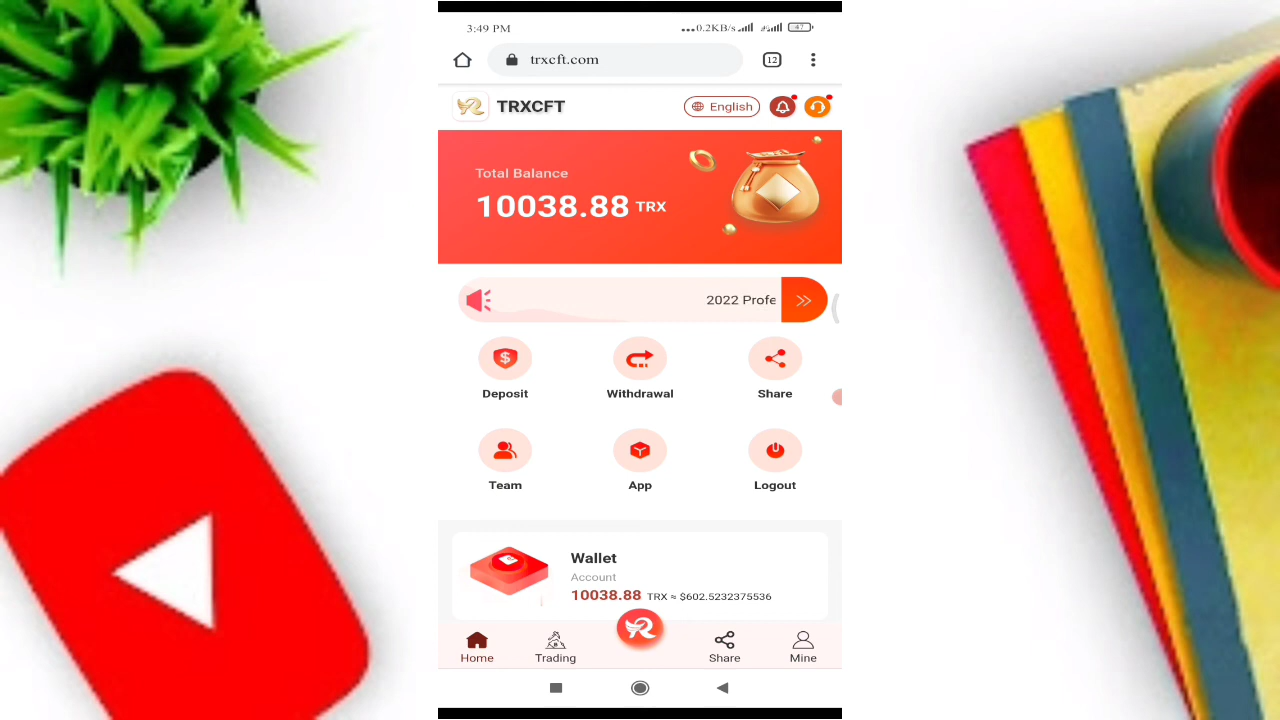 3:49 PM
0.2KB/s
47
trxcft.com
12
TRXCFT
English
Total Balance
10038.88 TRX
2022 Profe
Deposit
Withdrawal
Share
Team
App
Logout
Wallet
Account
10038.88 TRX ≈ $602.5232375536
Home
Trading
Share
Mine